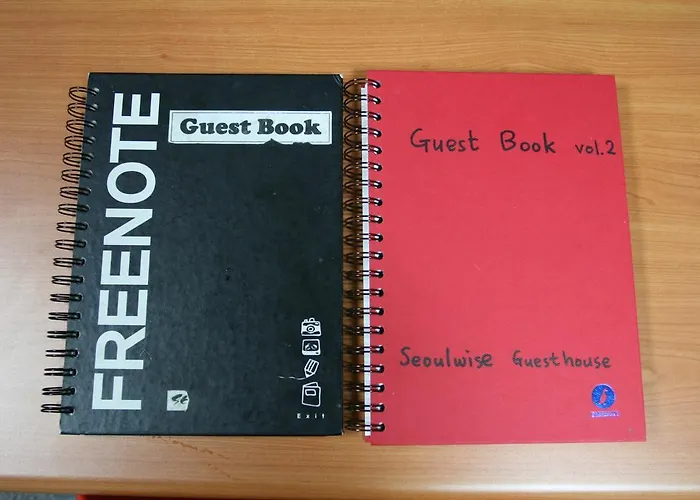 FREENOTE
Guest Book
Exit
Guest Book vol.2
Seoulwise Guesthouse